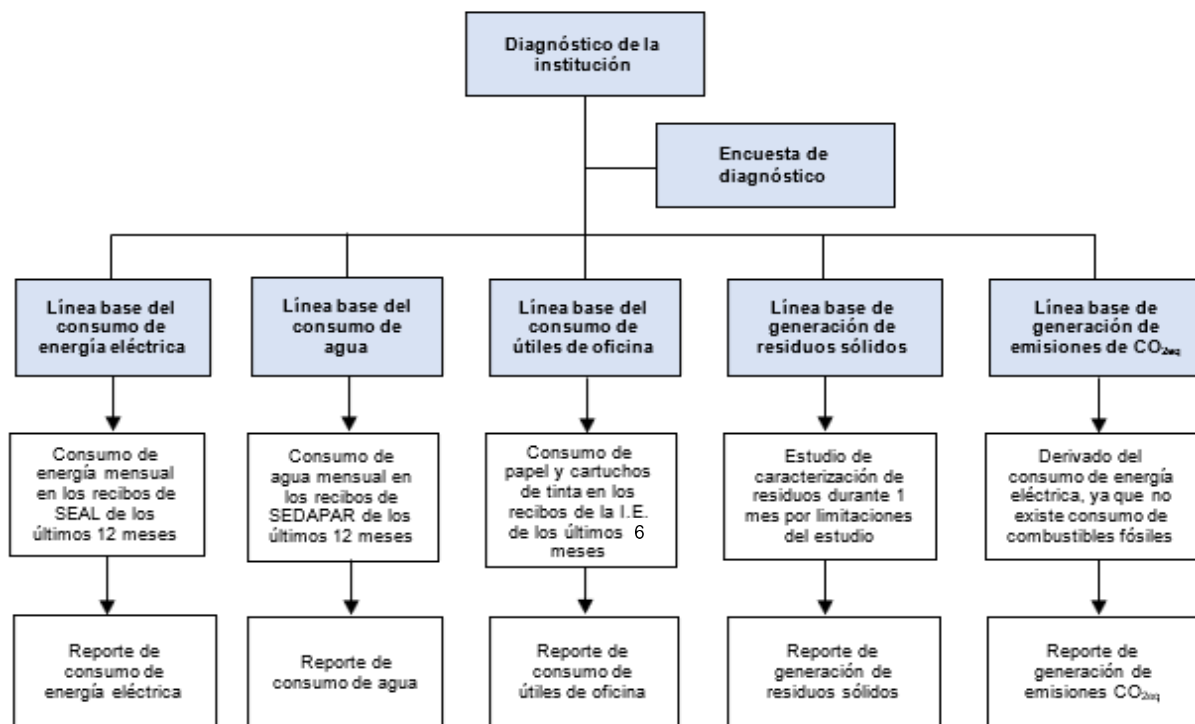 Diagnóstico de la
institución
Encuesta de
diagnóstico
Línea base del
consumo de
energía eléctrica
Línea base del
consumo de
agua
Línea base del
consumo de
útiles de oficina
Línea base de
generación de
residuos sólidos
Línea base de
generación de
emisiones de CO₂eq
Consumo de
energía mensual
en los recibos de
SEAL de los
últimos 12 meses
Consumo de
agua mensual en
los recibos de
SEDAPAR de los
últimos 12 meses
Consumo de
papel y cartuchos
de tinta en los
recibos de la I.E.
de los últimos 6
meses
Estudio de
caracterización de
residuos durante 1
mes por limitaciones
del estudio
Derivado del
consumo de energía
eléctrica, ya que no
existe consumo de
combustibles fósiles
Reporte de
consumo de
energía eléctrica
Reporte de
consumo de agua
Reporte de
consumo de
útiles de oficina
Reporte de
generación de
residuos sólidos
Reporte de
generación de
emisiones CO₂eq